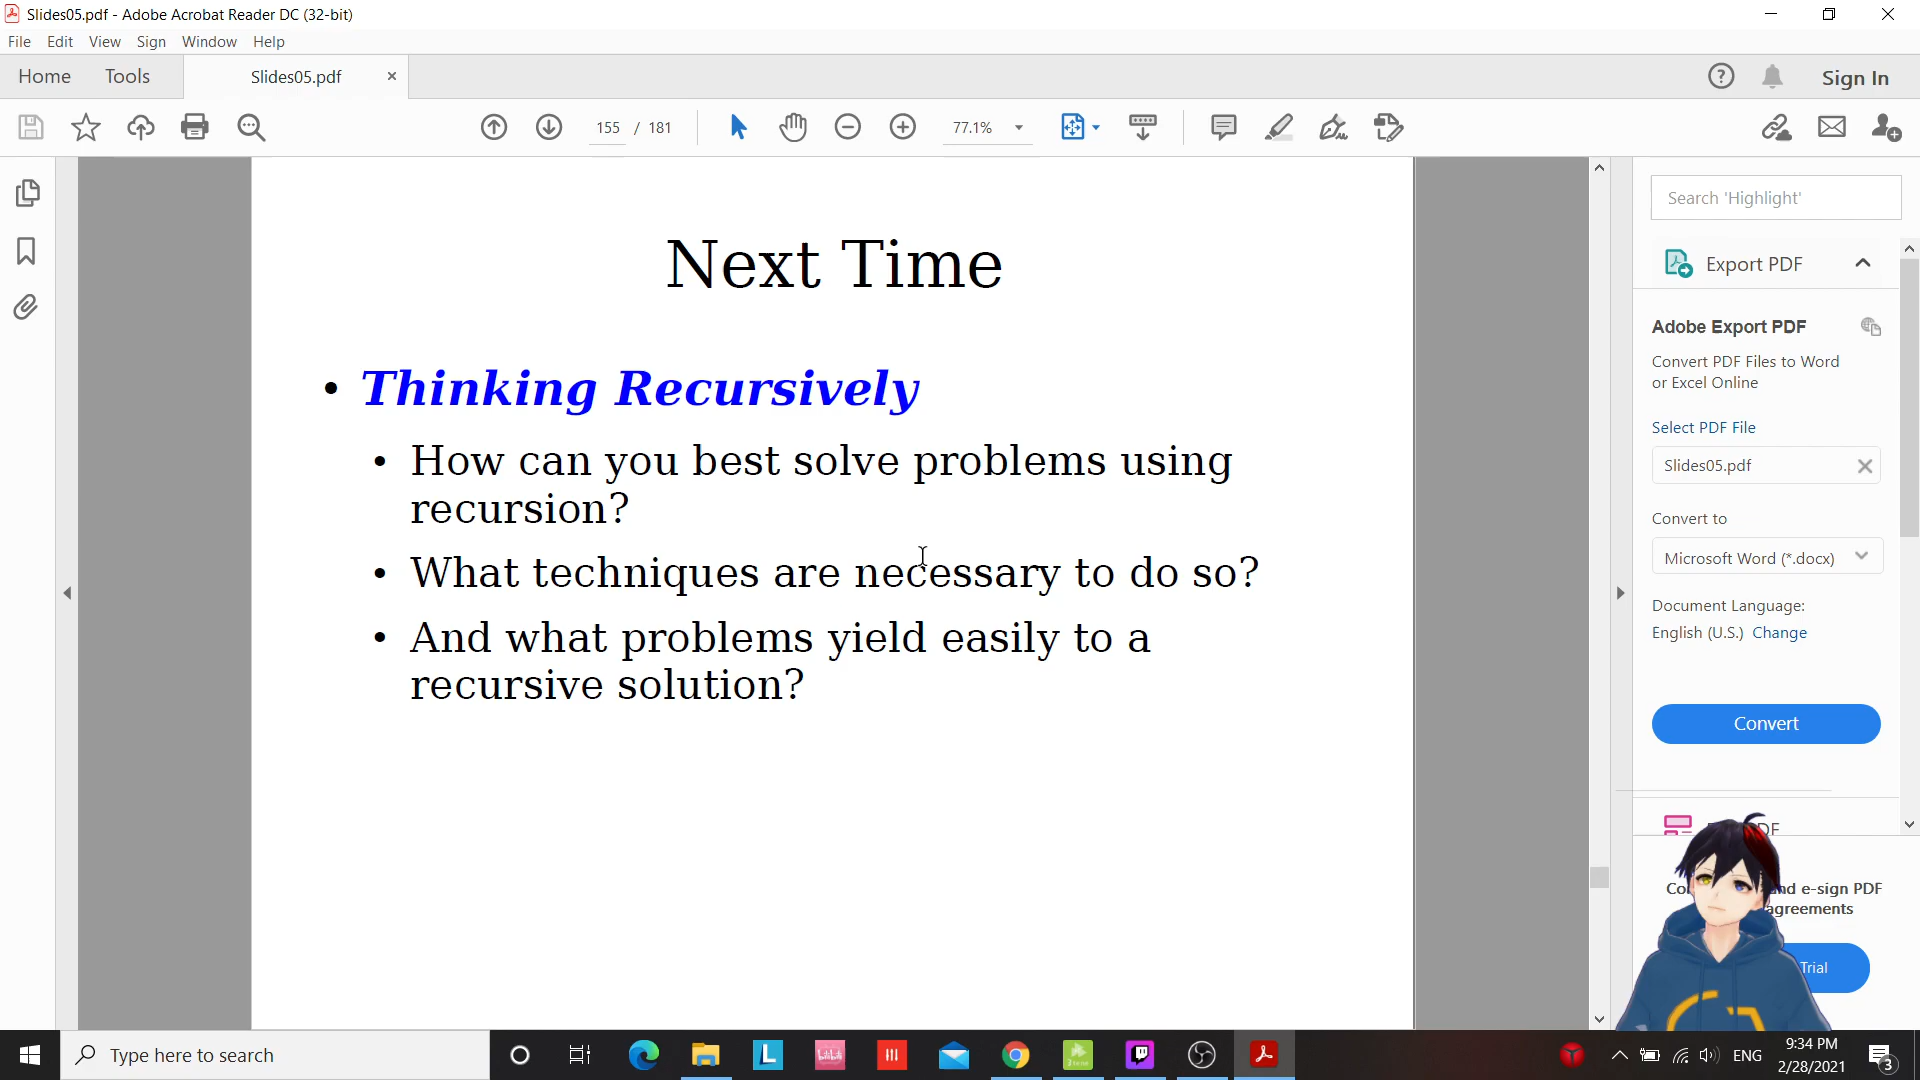 Slides05.pdf - Adobe Acrobat Reader DC (32-bit)
File Edit View Sign Window Help
Home Tools Slides05.pdf × Sign In
155 / 181 77.1%
Search 'Highlight'
Export PDF
Adobe Export PDF
Convert PDF Files to Word
or Excel Online
Select PDF File
Slides05.pdf
Convert to
Microsoft Word (*.docx)
Document Language:
English (U.S.) Change
Convert
Next Time
• Thinking Recursively
• How can you best solve problems using
recursion?
• What techniques are necessary to do so?
• And what problems yield easily to a
recursive solution?
nd e-sign PDF
agreements
Trial
Type here to search
L
ENG
9:34 PM
2/28/2021
3